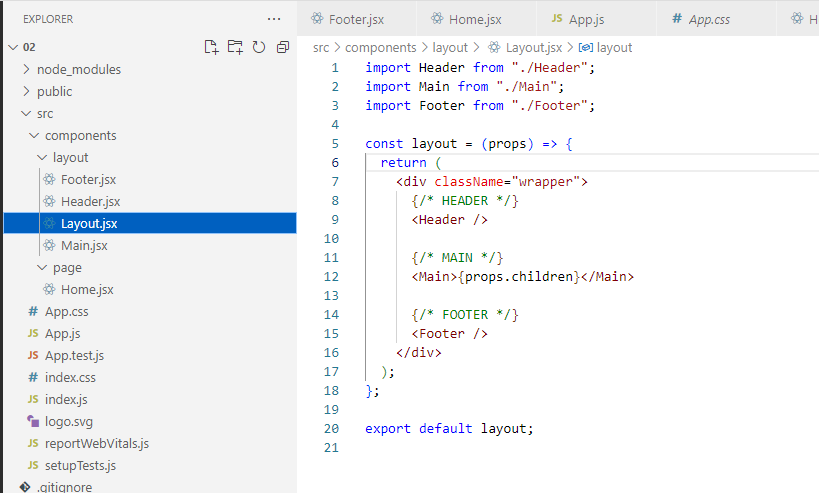 EXPLORER
02
node_modules
public
src
components
layout
Footer.jsx
Header.jsx
Layout.jsx
Main.jsx
page
Home.jsx
# App.css
JS App.js
JS App.test.js
# index.css
JS index.js
logo.svg
JS reportWebVitals.js
JS setupTests.js
.gitignore
Footer.jsx Home.jsx JS App.js # App.css H
src > components > layout > Layout.jsx > layout
1 import Header from "./Header";
2 import Main from "./Main";
3 import Footer from "./Footer";
4
5 const layout = (props) => {
6 return (
7 <div className="wrapper">
8 {/* HEADER */}
9 <Header />
10
11 {/* MAIN */}
12 <Main>{props.children}</Main>
13
14 {/* FOOTER */}
15 <Footer />
16 </div>
17 );
18 };
19
20 export default layout;
21